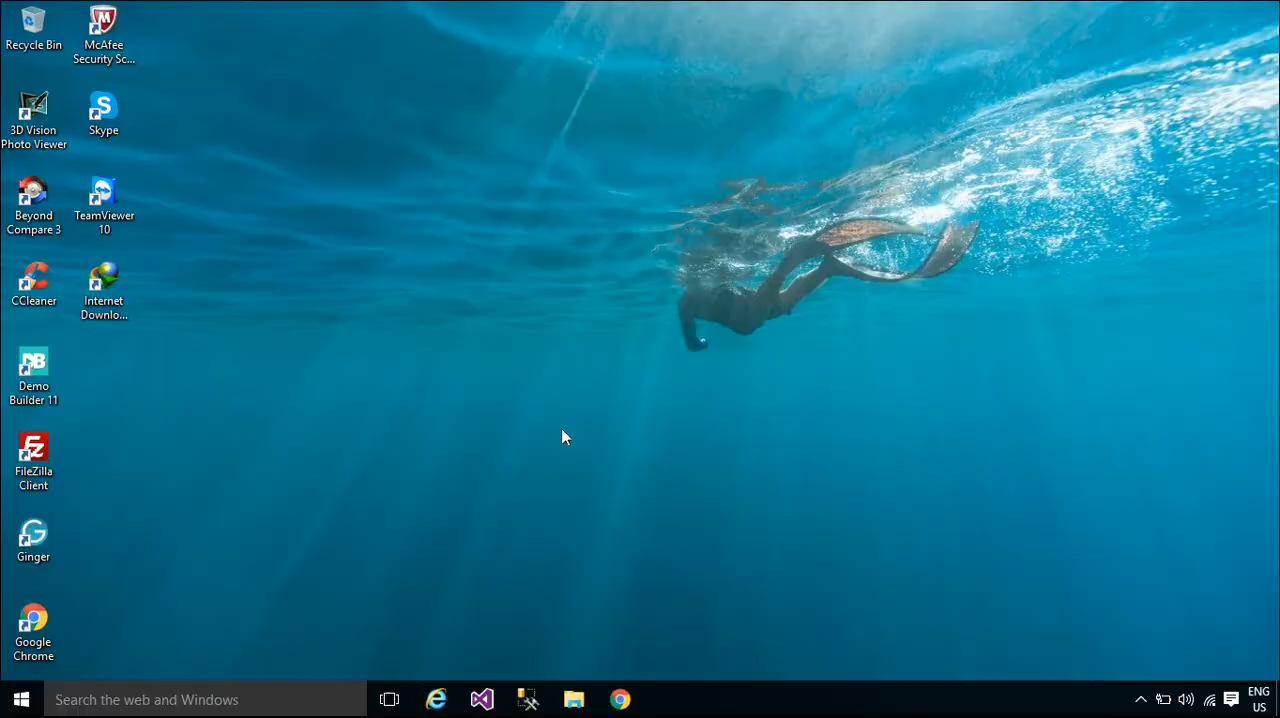 Recycle Bin
McAfee
Security Sc...
3D Vision
Photo Viewer
Skype
Beyond
Compare 3
TeamViewer
10
CCleaner
Internet
Downlo...
Demo
Builder 11
FileZilla
Client
Ginger
Google
Chrome
Search the web and Windows
ENG
US